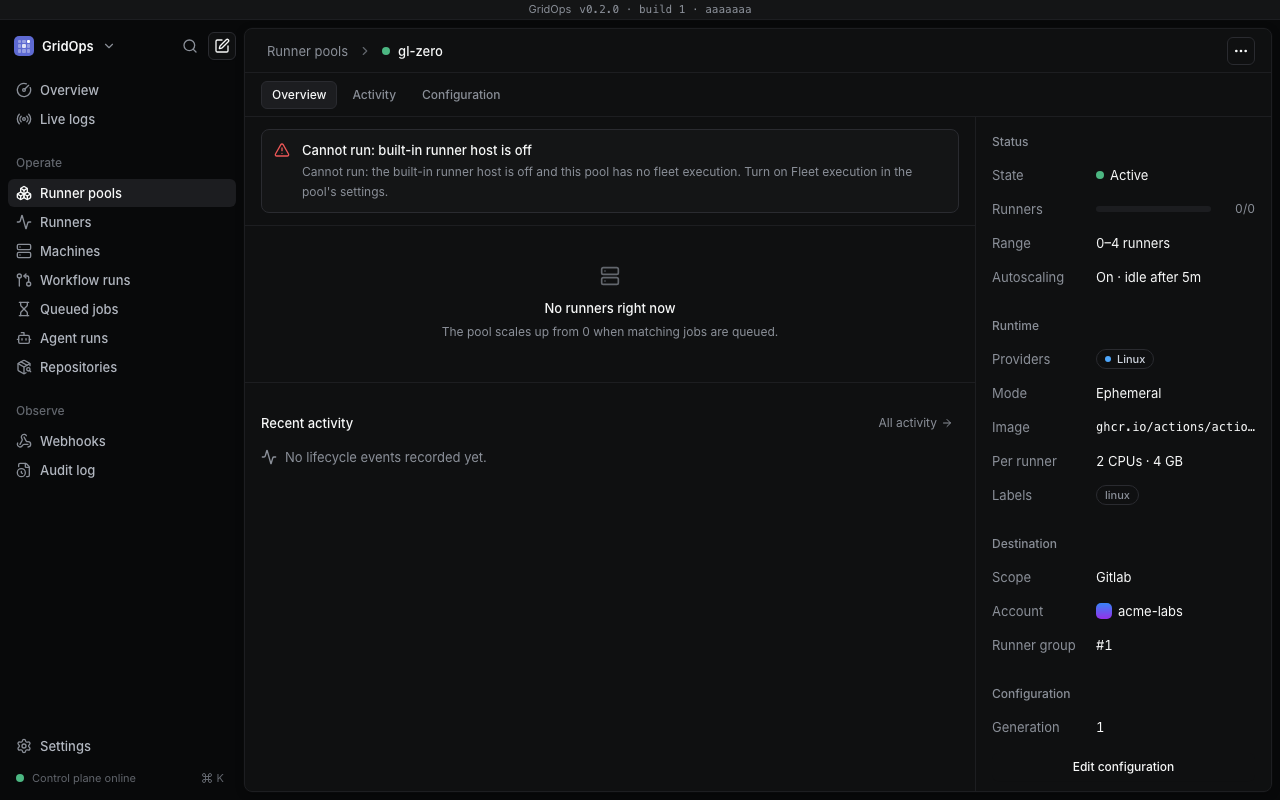 GridOps v0.2.0 · build 1 · aaaaaaa
GridOps
Overview
Live logs
Operate
Runner pools
Runners
Machines
Workflow runs
Queued jobs
Agent runs
Repositories
Observe
Webhooks
Audit log
Settings
Control plane online ⌘ K
Runner pools gl-zero
Overview Activity Configuration
Cannot run: built-in runner host is off
Cannot run: the built-in runner host is off and this pool has no fleet execution. Turn on Fleet execution in the
pool's settings.
No runners right now
The pool scales up from 0 when matching jobs are queued.
Recent activity All activity →
No lifecycle events recorded yet.
Status
State Active
Runners 0/0
Range 0–4 runners
Autoscaling On · idle after 5m
Runtime
Providers Linux
Mode Ephemeral
Image ghcr.io/actions/actio…
Per runner 2 CPUs · 4 GB
Labels linux
Destination
Scope Gitlab
Account acme-labs
Runner group #1
Configuration
Generation 1
Edit configuration